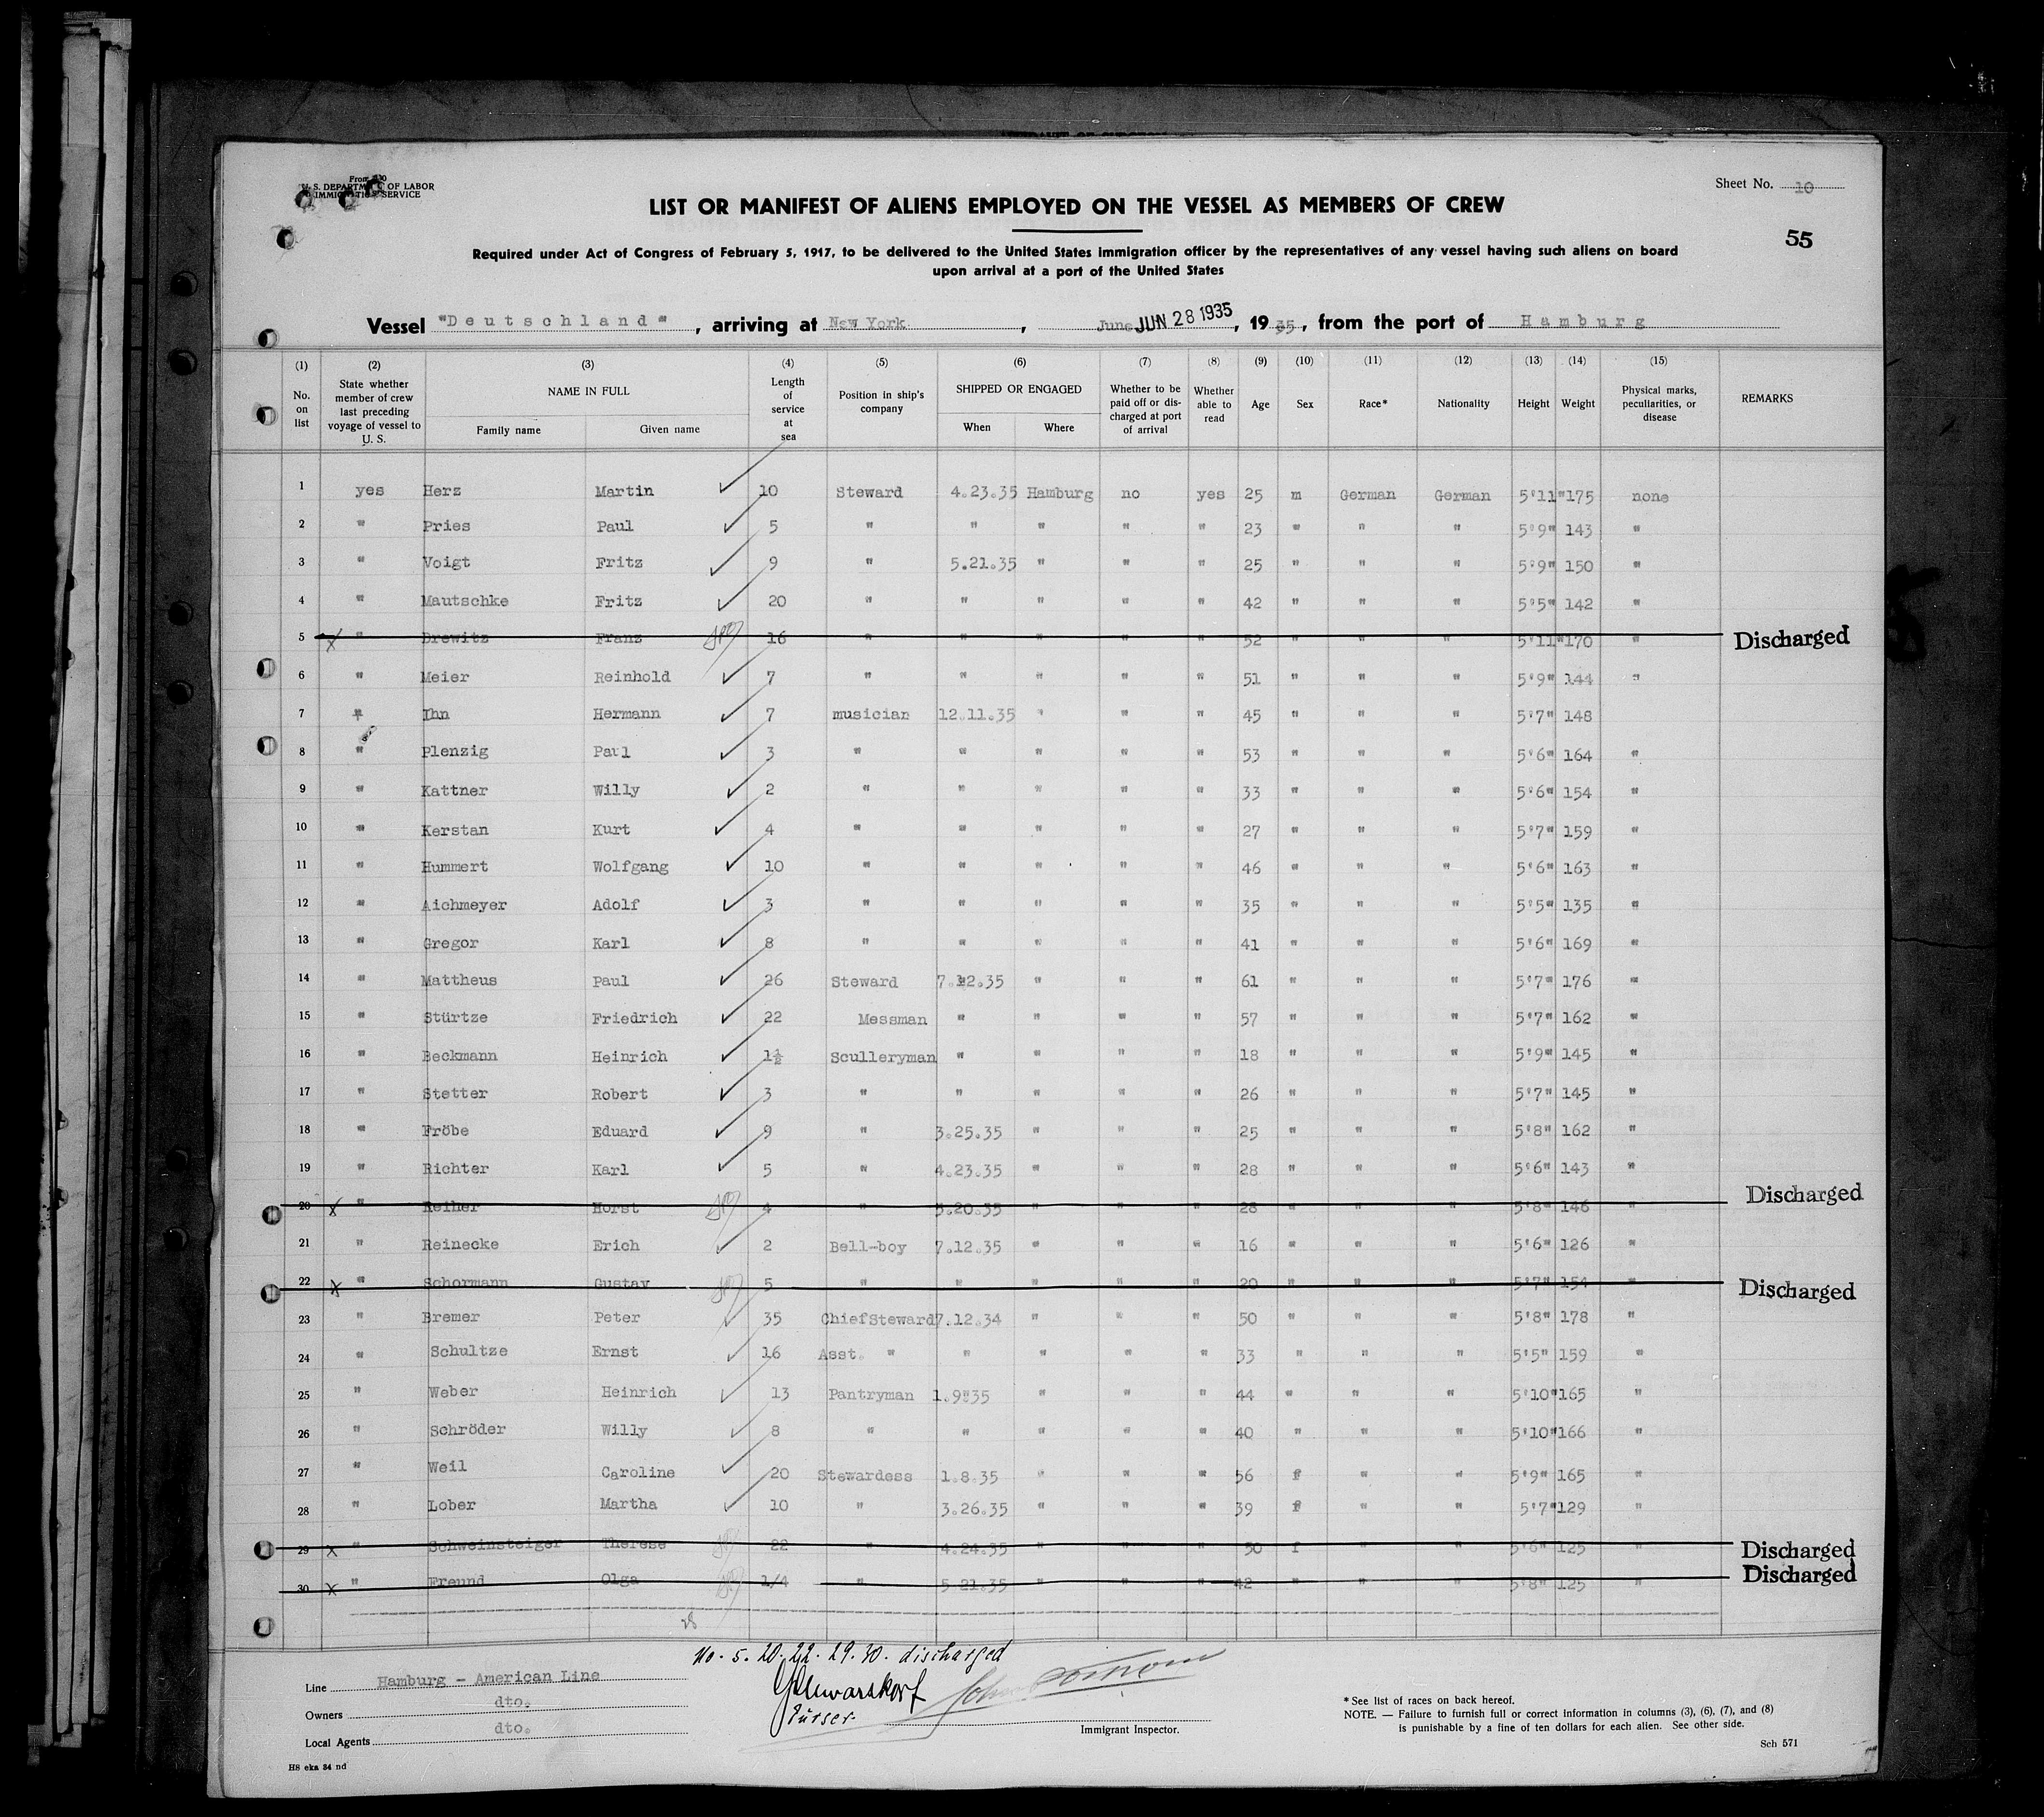 U. S. DEPARTMENT OF LABOR
IMMIGRATION SERVICE
Sheet No. 10
LIST OR MANIFEST OF ALIENS EMPLOYED ON THE VESSEL AS MEMBERS OF CREW
55
Required under Act of Congress of February 5, 1917, to be delivered to the United States immigration officer by the representatives of any vessel having such aliens on board
upon arrival at a port of the United States
Vessel "Deutschland", arriving at New York, June JUN 28 1935, 1935, from the port of Hamburg
(1) (2) (3) (4) (5) (6) (7) (8) (9) (10) (11) (12) (13) (14) (15)
No. on list State whether member of crew last preceding voyage of vessel to U. S. NAME IN FULL Family name Given name Length of service at sea Position in ship's company SHIPPED OR ENGAGED When Where Whether to be paid off or discharged at port of arrival Whether able to read Age Sex Race* Nationality Height Weight Physical marks, peculiarities, or disease REMARKS
1 yes Herz Martin 10 Steward 4.23.35 Hamburg no yes 25 m German German 5'11" 175 none
2 " Pries Paul 5 " " " " " 23 " " " 5'9" 143 "
3 " Voigt Fritz 9 " 5.21.35 " " " 25 " " " 5'9" 150 "
4 " Mautschke Fritz 20 " " " " " 42 " " " 5'5" 142 "
5 x " Drewitz Franz 16 " " " " " 52 " " " 5'11" 170 " Discharged
6 " Meier Reinhold 7 " " " " " 51 " " " 5'9" 144 "
7 " Ihn Hermann 7 musician 12.11.35 " " " 45 " " " 5'7" 148
8 " Plenzig Paul 3 " " " " " 53 " " " 5'6" 164 "
9 " Kattner Willy 2 " " " " " 33 " " " 5'6" 154 "
10 " Kerstan Kurt 4 " " " " " 27 " " " 5'7" 159 "
11 " Hummert Wolfgang 10 " " " " " 46 " " " 5'6" 163 "
12 " Aichmeyer Adolf 3 " " " " " 35 " " " 5'5" 135 "
13 " Gregor Karl 8 " " " " " 41 " " " 5'6" 169 "
14 " Mattheus Paul 26 Steward 7.12.35 " " " 61 " " " 5'7" 176 "
15 " Stürtze Friedrich 22 Messman " " " " 57 " " " 5'7" 162 "
16 " Beckmann Heinrich 1½ Sculleryman " " " " 18 " " " 5'9" 145 "
17 " Stetter Robert 3 " " " " " 26 " " " 5'7" 145 "
18 " Fröbe Eduard 9 " 3.25.35 " " " 25 " " " 5'8" 162 "
19 " Richter Karl 5 " 4.23.35 " " " 28 " " " 5'6" 143 "
20 x " Reiher Horst 4 " 5.20.35 " " " 28 " " " 5'8" 146 " Discharged
21 " Reinecke Erich 2 Bell-boy 7.12.35 " " " 16 " " " 5'6" 126 "
22 x " Schormann Gustav 5 " " " " " 20 " " " 5'7" 154 " Discharged
23 " Bremer Peter 35 ChiefSteward 7.12.34 " " " 50 " " " 5'8" 178 "
24 " Schultze Ernst 16 Asst. " " " " " 33 " " " 5'5" 159 "
25 " Weber Heinrich 13 Pantryman 1.9"35 " " " 44 " " " 5'10" 165 "
26 " Schröder Willy 8 " " " " " 40 " " " 5'10" 166 "
27 " Weil Caroline 20 Stewardess 1.8.35 " " " 56 f " " 5'9" 165 "
28 " Lober Martha 10 " 3.26.35 " " " 39 f " " 5'7" 129 "
29 x " Schweinsteiger Therese 22 " 4.24.35 " " " 50 f " " 5'6" 125 " Discharged
30 x " Freund Olga 1/4 " 5.21.35 " " " 42 " " " 5'8" 125 " Discharged
No. 5. 20. 22. 29. 30. discharged
Line Hamburg - American Line
Owners dto.
Local Agents dto.
Purser.
Immigrant Inspector.
* See list of races on back hereof.
NOTE. — Failure to furnish full or correct information in columns (3), (6), (7), and (8)
is punishable by a fine of ten dollars for each alien. See other side.
Sch 571
HS eka 34 nd